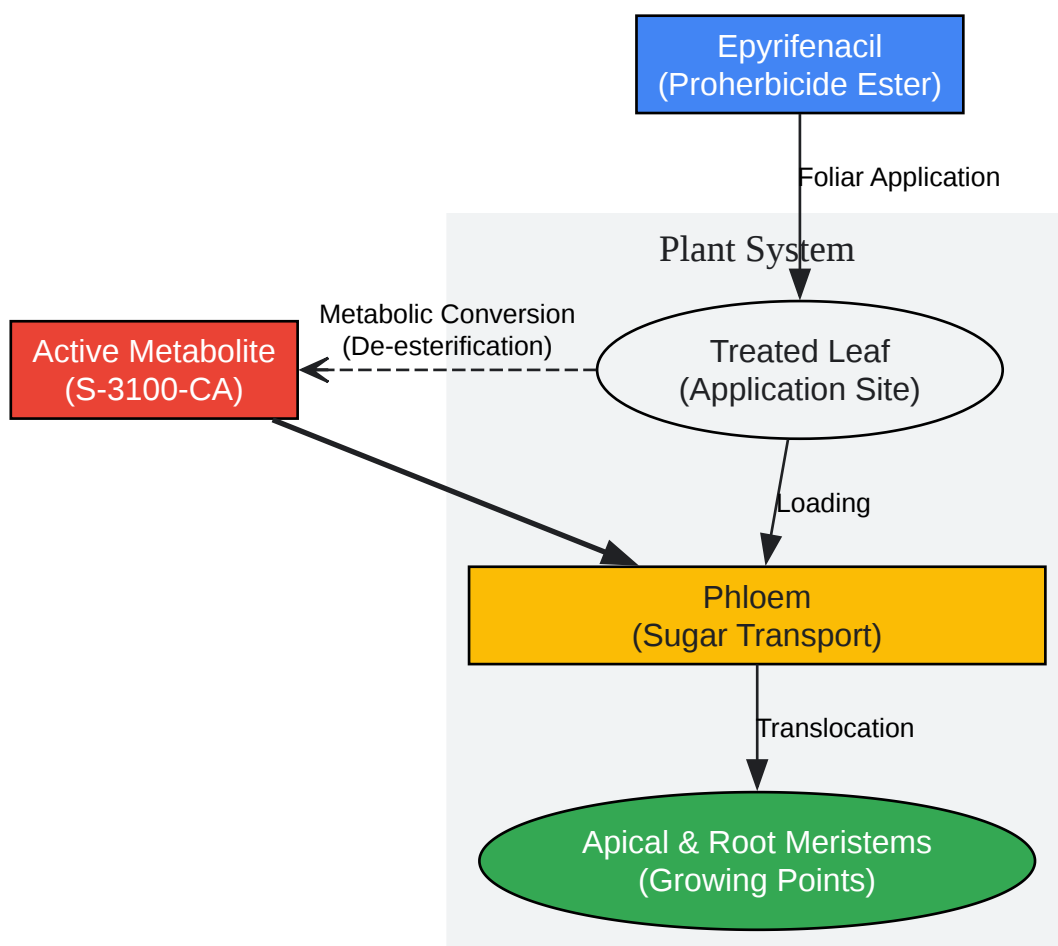 Epyrifenacil
(Proherbicide Ester)
Foliar Application
Plant System
Metabolic Conversion
(De-esterification)
Active Metabolite
(S-3100-CA)
Treated Leaf
(Application Site)
Loading
Phloem
(Sugar Transport)
Translocation
Apical & Root Meristems
(Growing Points)